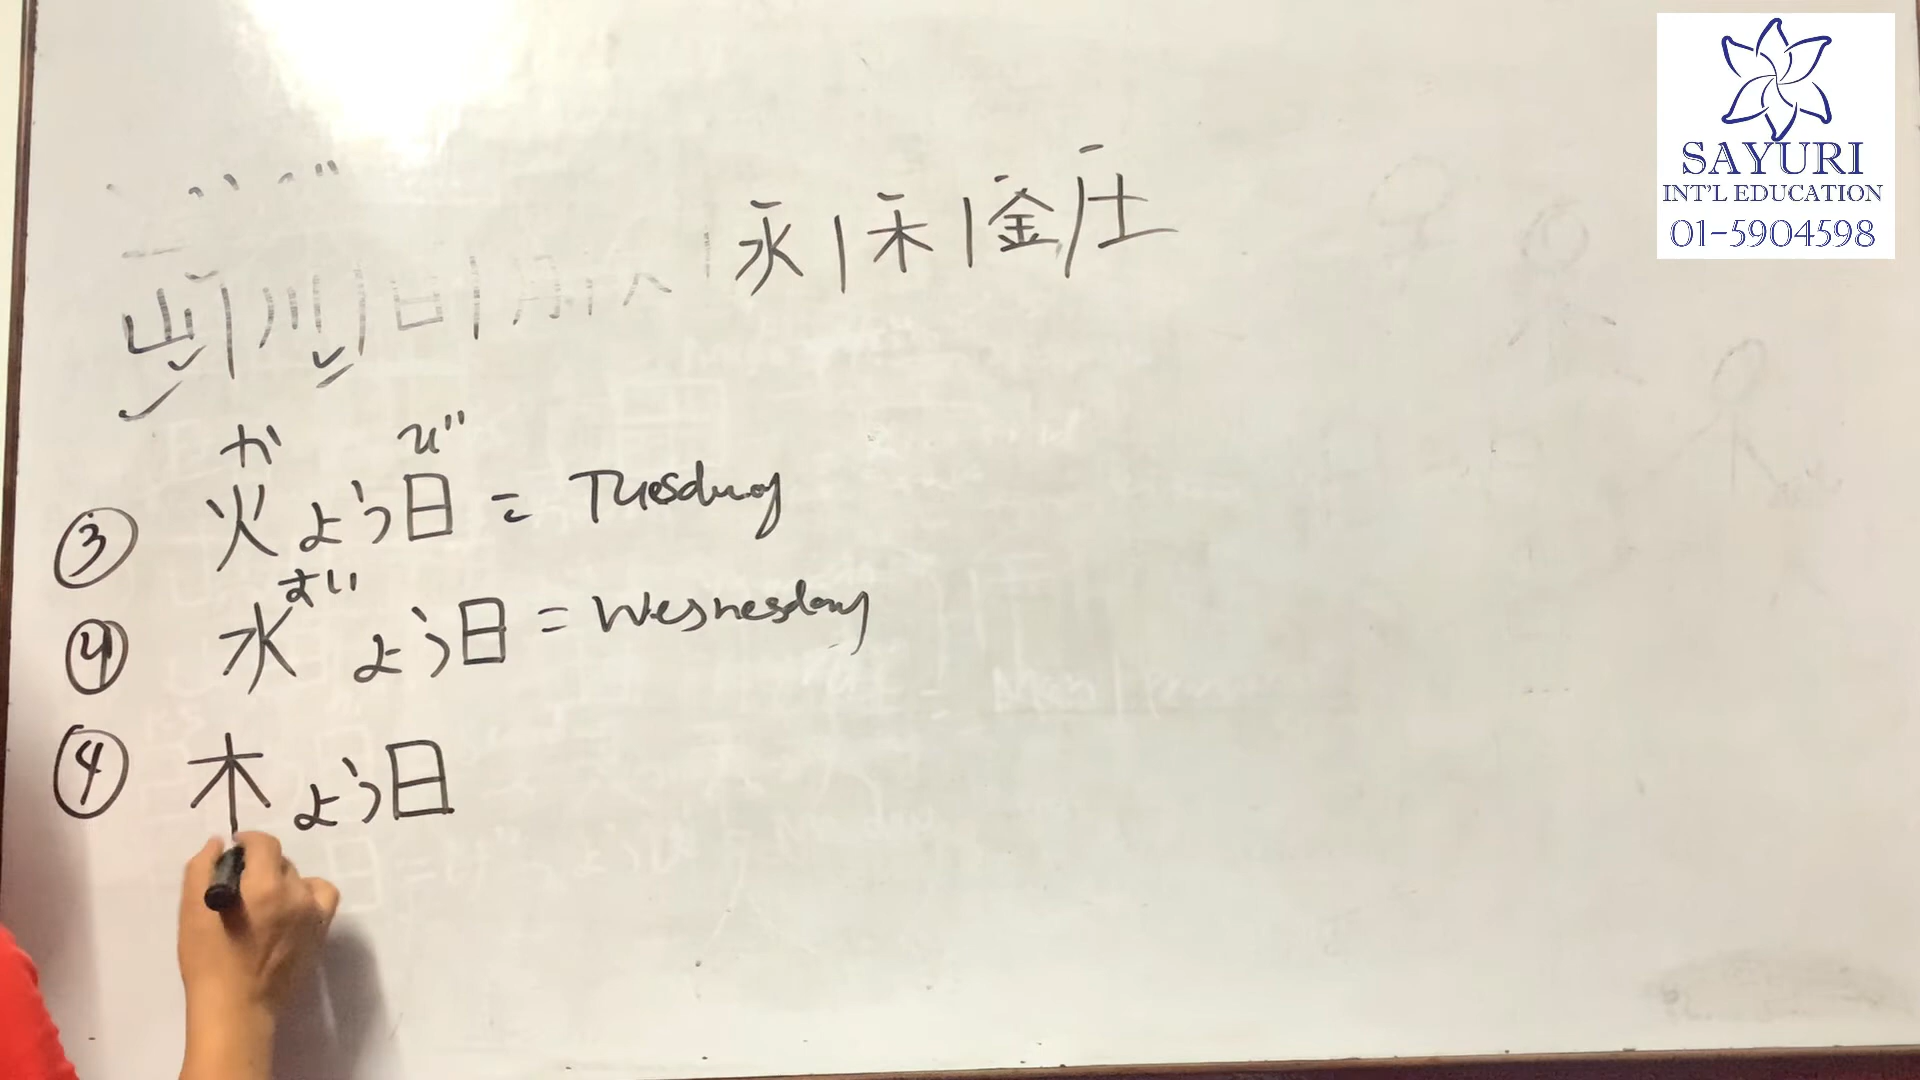 山 | 川 | 日 | 水 | 木 | 金 | 土
か び
③ 火よう日 = Tuesday
すい
④ 水よう日 = Wesnesday
④ 木よう日
SAYURI
INT'L EDUCATION
01-5904598